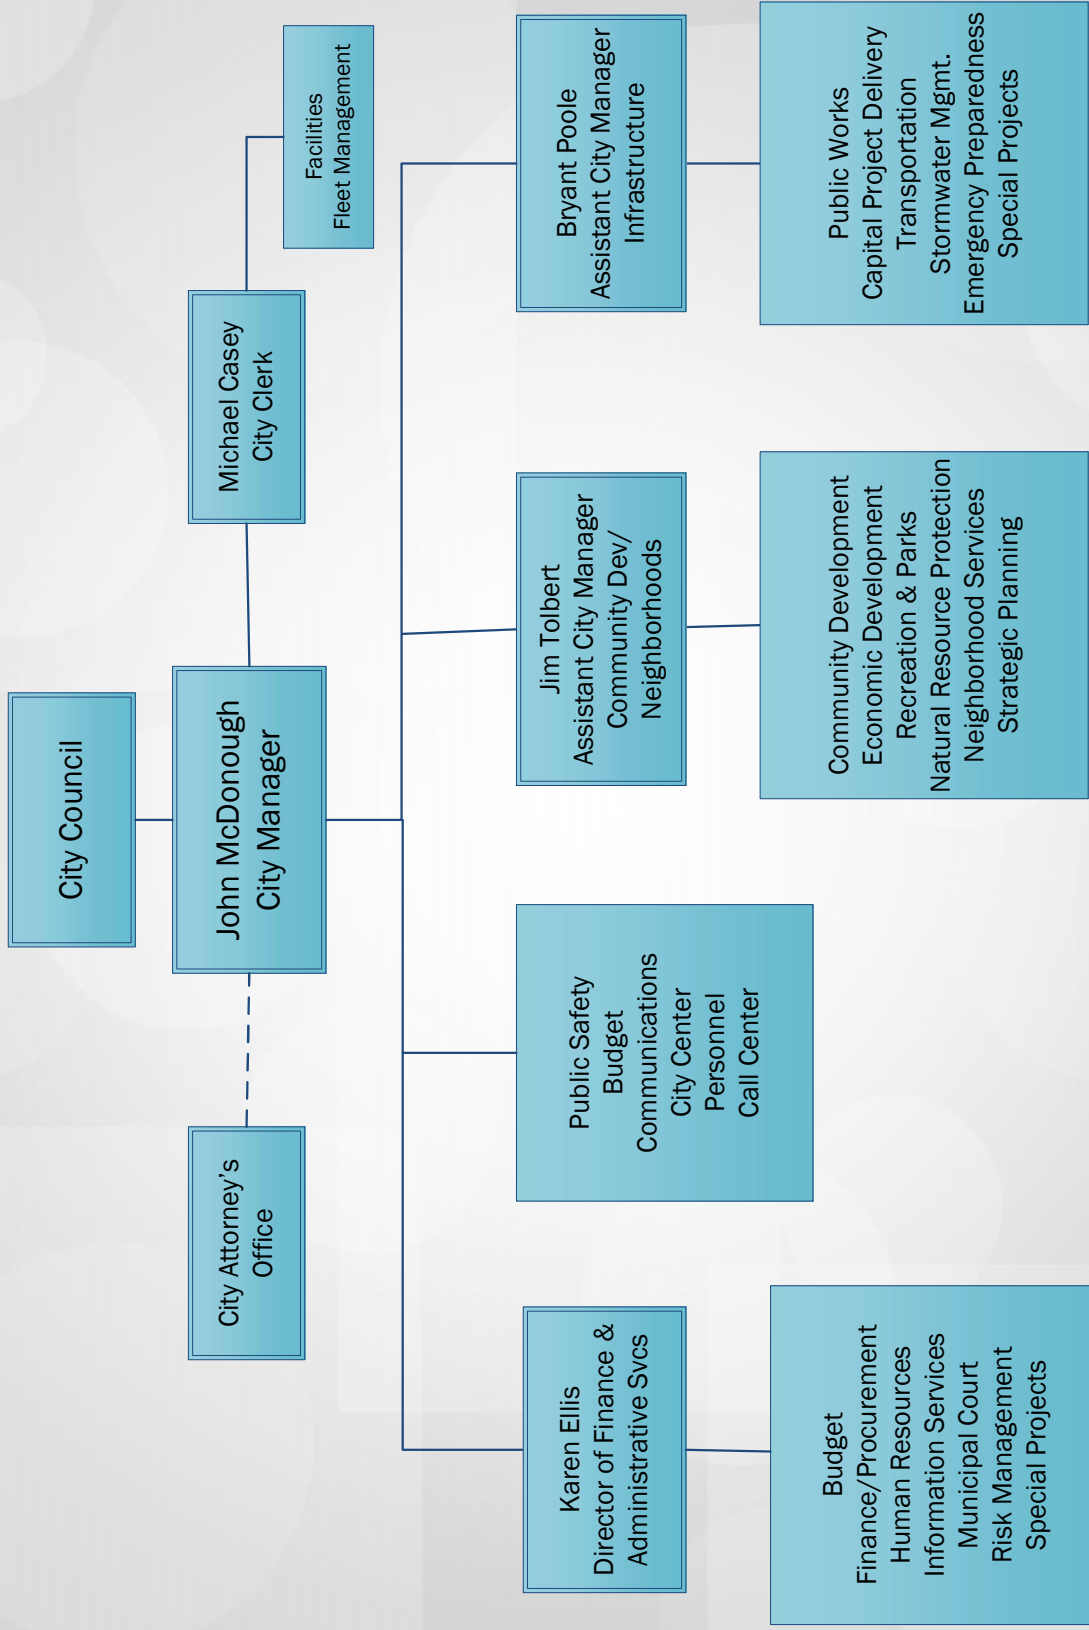 City Council
City Attorney’s
Office
John McDonough
City Manager
Michael Casey
City Clerk
Facilities
Fleet Management
Karen Ellis
Director of Finance &
Administrative Svcs
Budget
Finance/Procurement
Human Resources
Information Services
Municipal Court
Risk Management
Special Projects
Public Safety
Budget
Communications
City Center
Personnel
Call Center
Jim Tolbert
Assistant City Manager
Community Dev/
Neighborhoods
Community Development
Economic Development
Recreation & Parks
Natural Resource Protection
Neighborhood Services
Strategic Planning
Bryant Poole
Assistant City Manager
Infrastructure
Public Works
Capital Project Delivery
Transportation
Stormwater Mgmt.
Emergency Preparedness
Special Projects